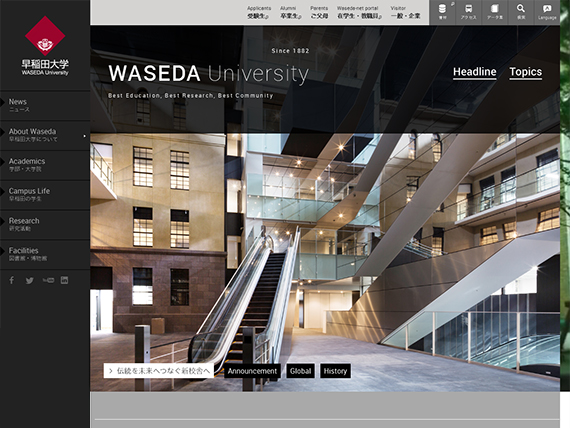 早稲田大学
WASEDA University
News
ニュース
About Waseda
早稲田大学について
Academics
学部・大学院
Campus Life
早稲田の学生
Research
研究活動
Facilities
図書館・博物館
Applicants
受験生
Alumni
卒業生
Parents
ご父母
Waseda-net portal
在学生・教職員
Visitor
一般・企業
寄付
アクセス
データ集
検索
Language
Since 1882
WASEDA University
Best Education, Best Research, Best Community
Headline
Topics
伝統を未来へつなぐ新校舎へ
Announcement
Global
History